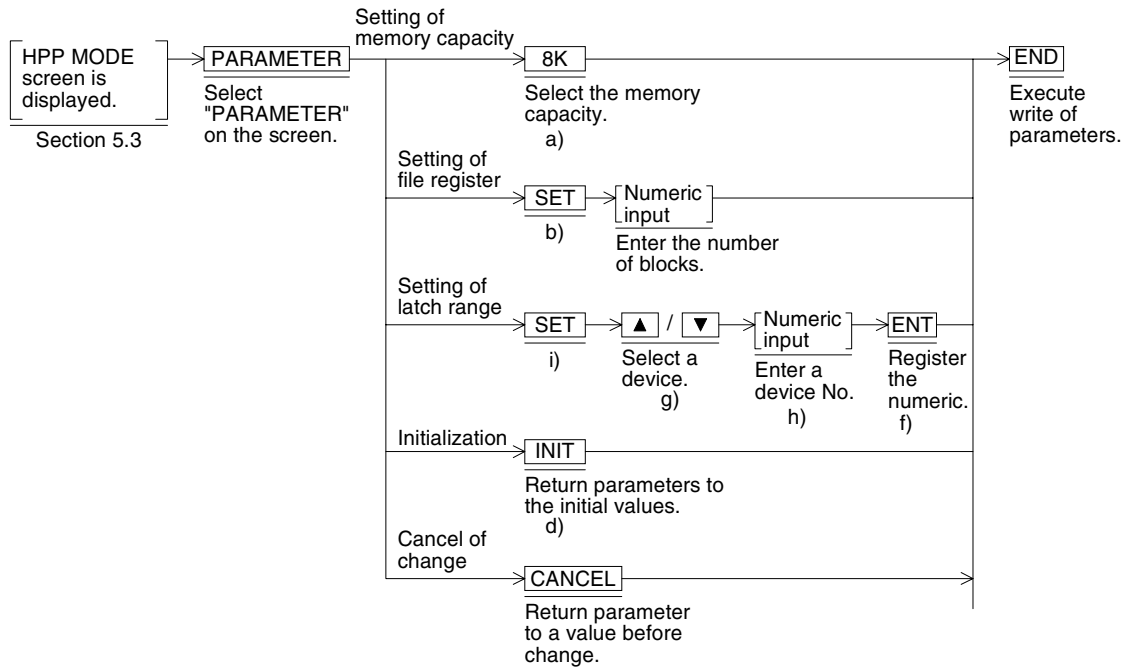 HPP MODE
screen is
displayed.
Section 5.3
PARAMETER
Select
"PARAMETER"
on the screen.
Setting of
memory capacity
8K
Select the memory
capacity.
a)
END
Execute
write of
parameters.
Setting of
file register
SET
b)
Numeric
input
Enter the number
of blocks.
Setting of
latch range
SET
i)
▲ / ▼
Select a
device.
g)
Numeric
input
Enter a
device No.
h)
ENT
Register
the
numeric.
f)
Initialization
INIT
Return parameters to
the initial values.
d)
Cancel of
change
CANCEL
Return parameter
to a value before
change.